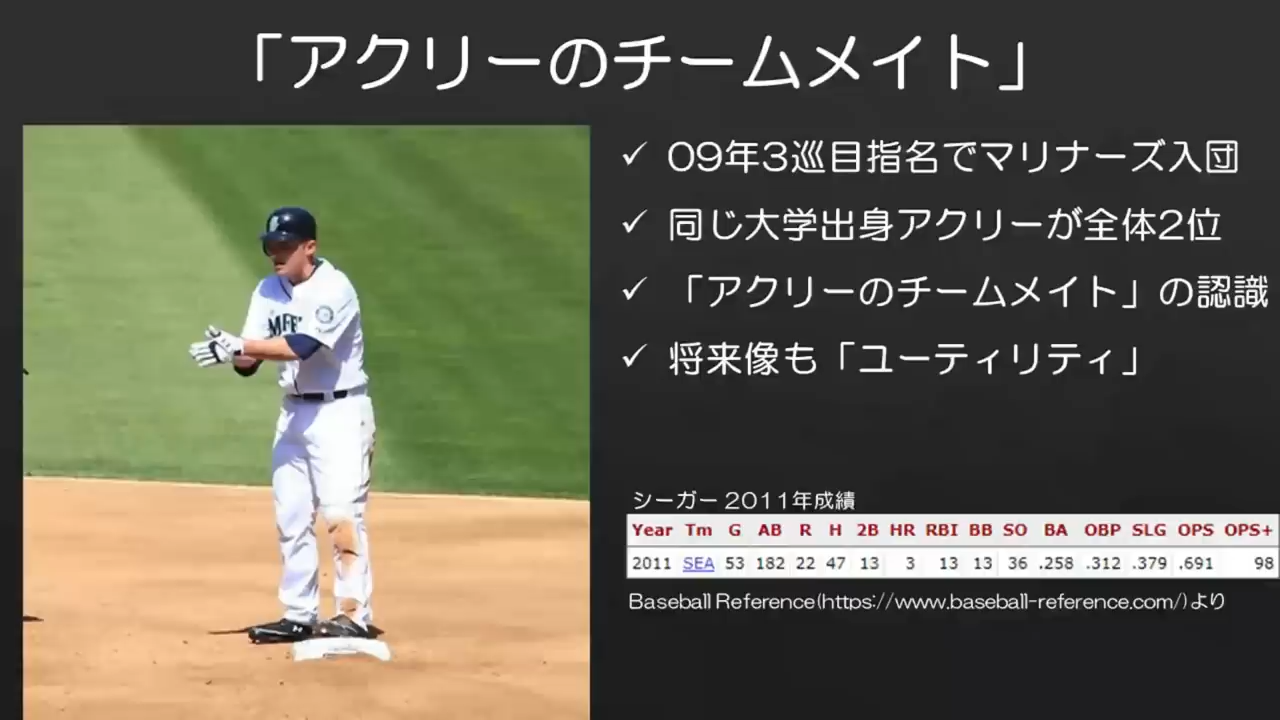 「アクリーのチームメイト」
✓ 09年3巡目指名でマリナーズ入団
✓ 同じ大学出身アクリーが全体2位
✓ 「アクリーのチームメイト」の認識
✓ 将来像も「ユーティリティ」
シーガー 2011年成績
Year Tm G AB R H 2B HR RBI BB SO BA OBP SLG OPS OPS+
2011 SEA 53 182 22 47 13 3 13 13 36 .258 .312 .379 .691 98
Baseball Reference(https://www.baseball-reference.com/)より